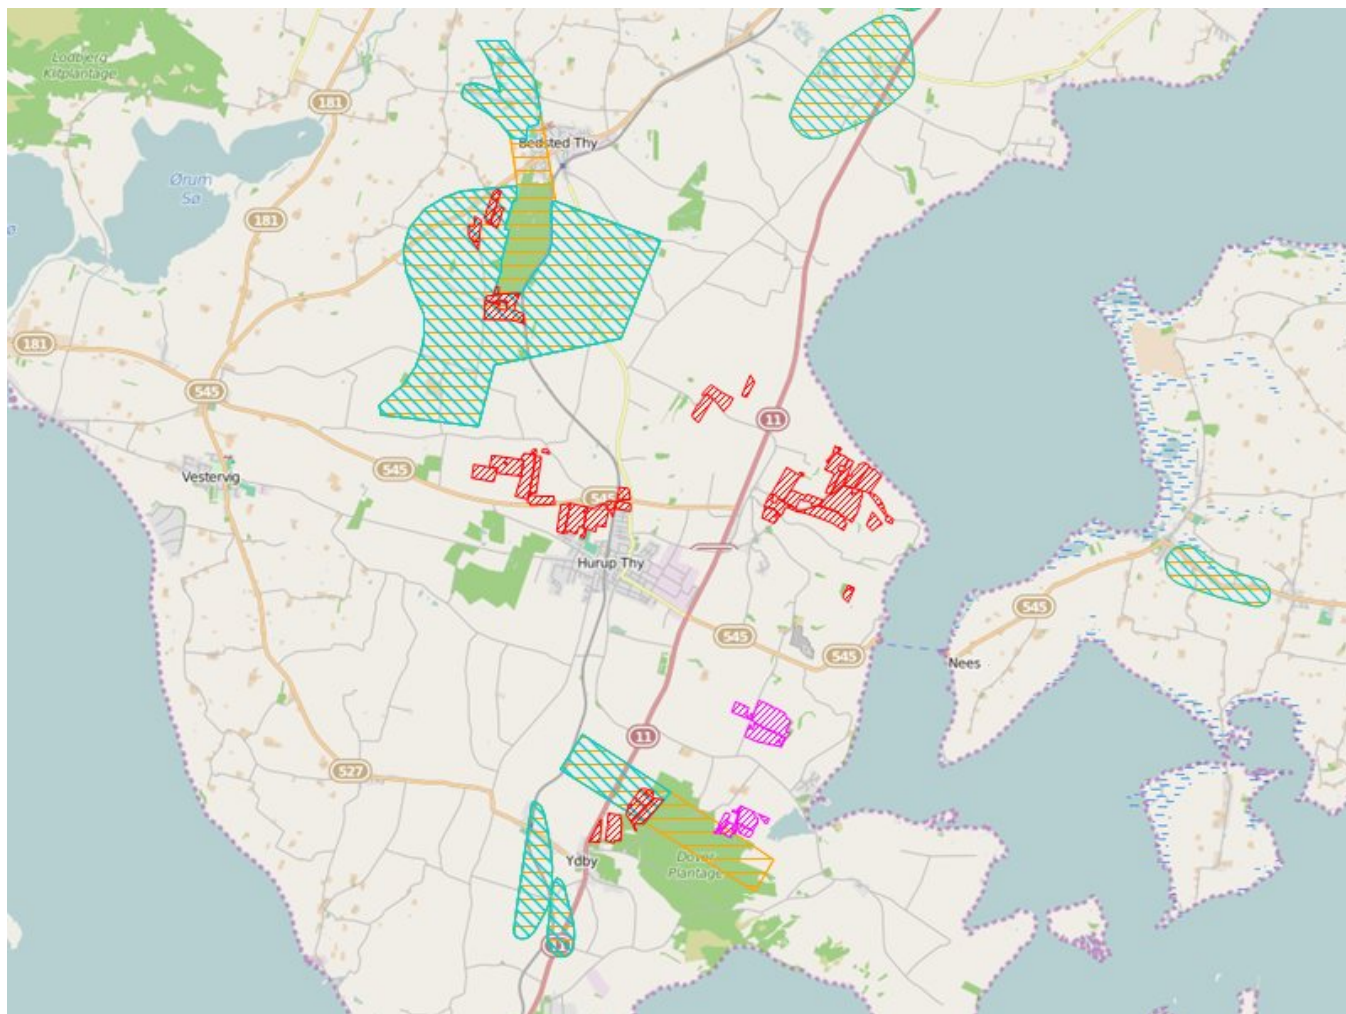 Lodbjerg
Klitplantage
181
Bedsted Thy
Ørum
Sø
181
ø
181
545
11
545
Vestervig
545
Hurup Thy
545
545
545
Nees
11
527
Ydby
Dover
Plantage
11